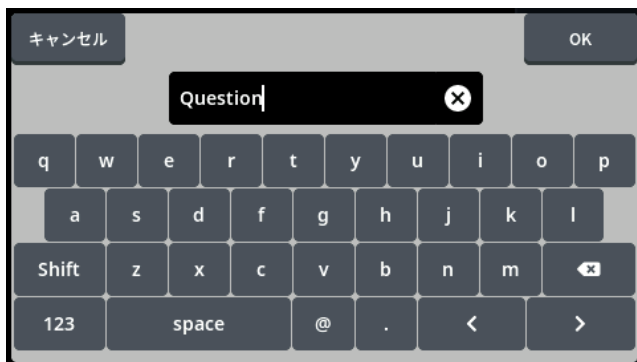 キャンセル OK
Question
q w e r t y u i o p
a s d f g h j k l
Shift z x c v b n m
123 space @ . < >